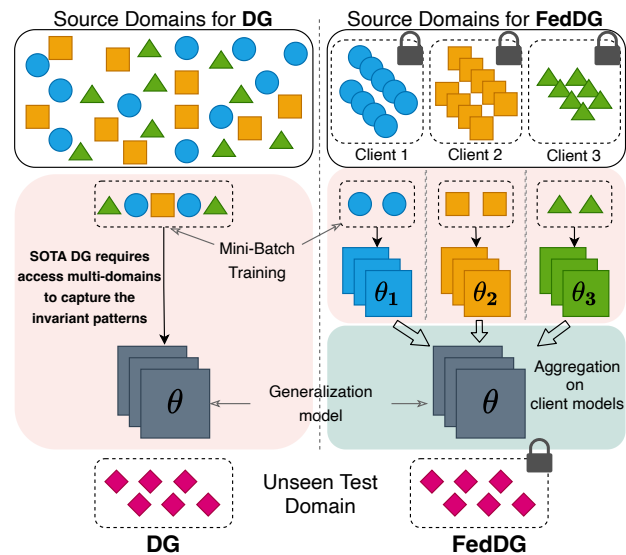 Source Domains for DG
Source Domains for FedDG
Client 1
Client 2
Client 3
SOTA DG requires
access multi-domains
to capture the
invariant patterns
Mini-Batch
Training
θ1
θ2
θ3
θ
Generalization
model
θ
Aggregation
on
client models
Unseen Test
Domain
DG
FedDG